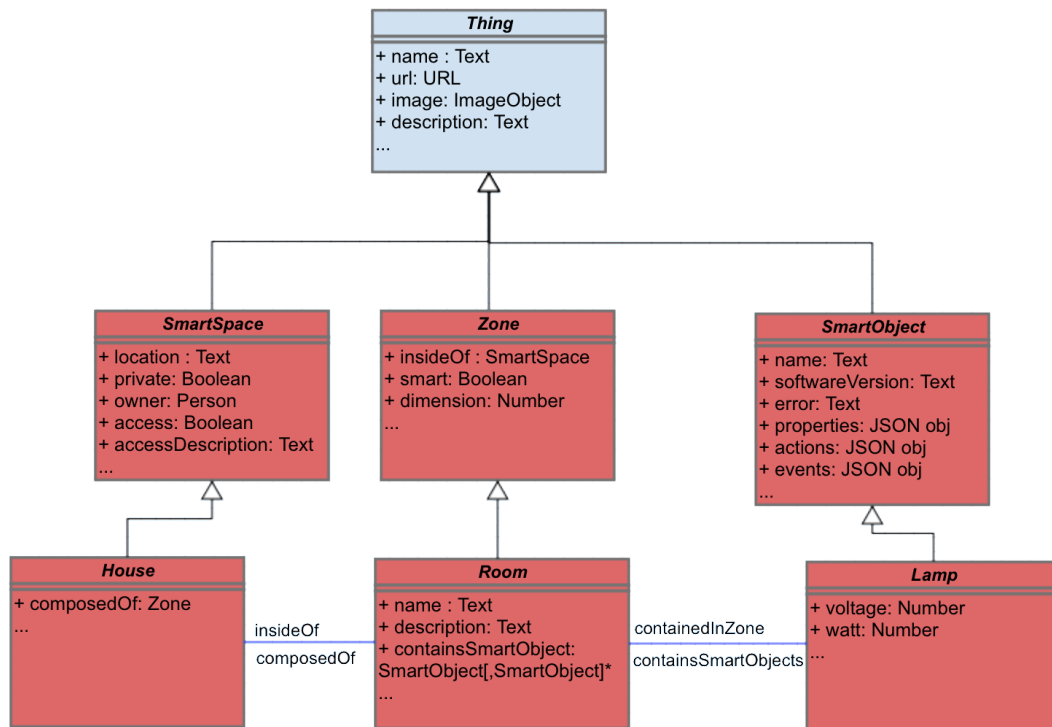 Thing
+ name : Text
+ url: URL
+ image: ImageObject
+ description: Text
...
SmartSpace
+ location : Text
+ private: Boolean
+ owner: Person
+ access: Boolean
+ accessDescription: Text
...
Zone
+ insideOf : SmartSpace
+ smart: Boolean
+ dimension: Number
...
SmartObject
+ name: Text
+ softwareVersion: Text
+ error: Text
+ properties: JSON obj
+ actions: JSON obj
+ events: JSON obj
...
House
+ composedOf: Zone
...
insideOf
composedOf
Room
+ name : Text
+ description: Text
+ containsSmartObject:
SmartObject[,SmartObject]*
...
containedInZone
containsSmartObjects
Lamp
+ voltage: Number
+ watt: Number
...